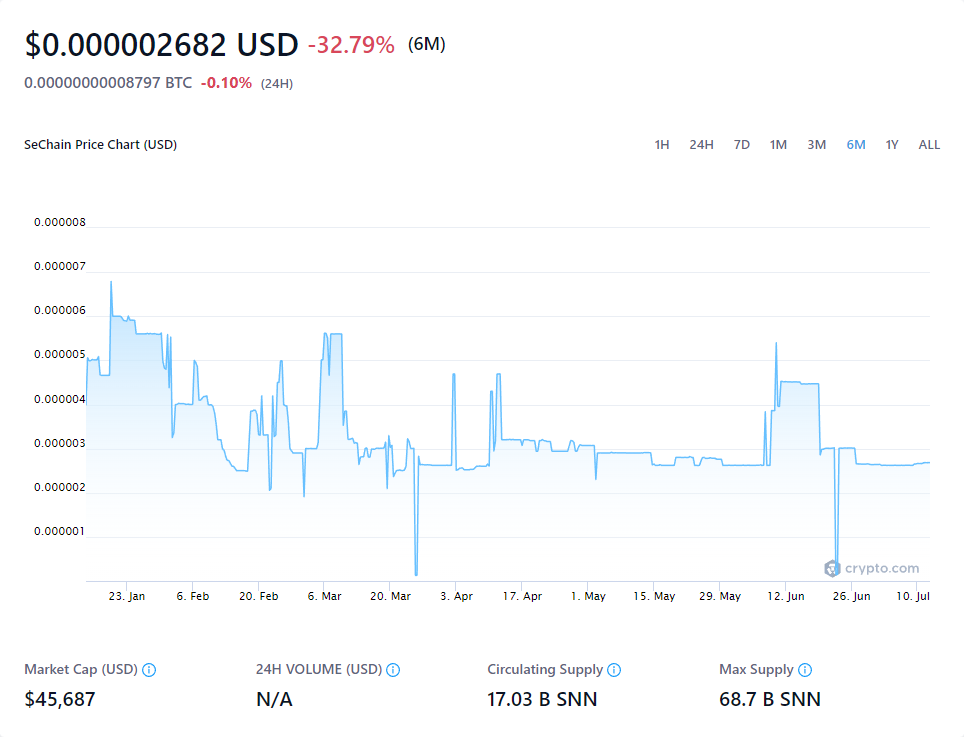 $0.000002682 USD -32.79% (6M)
0.00000000008797 BTC -0.10% (24H)
SeChain Price Chart (USD) 1H 24H 7D 1M 3M 6M 1Y ALL
0.000008
0.000007
0.000006
0.000005
0.000004
0.000003
0.000002
0.000001
crypto.com
23. Jan 6. Feb 20. Feb 6. Mar 20. Mar 3. Apr 17. Apr 1. May 15. May 29. May 12. Jun 26. Jun 10. Jul
Market Cap (USD) 24H VOLUME (USD) Circulating Supply Max Supply
$45,687 N/A 17.03 B SNN 68.7 B SNN